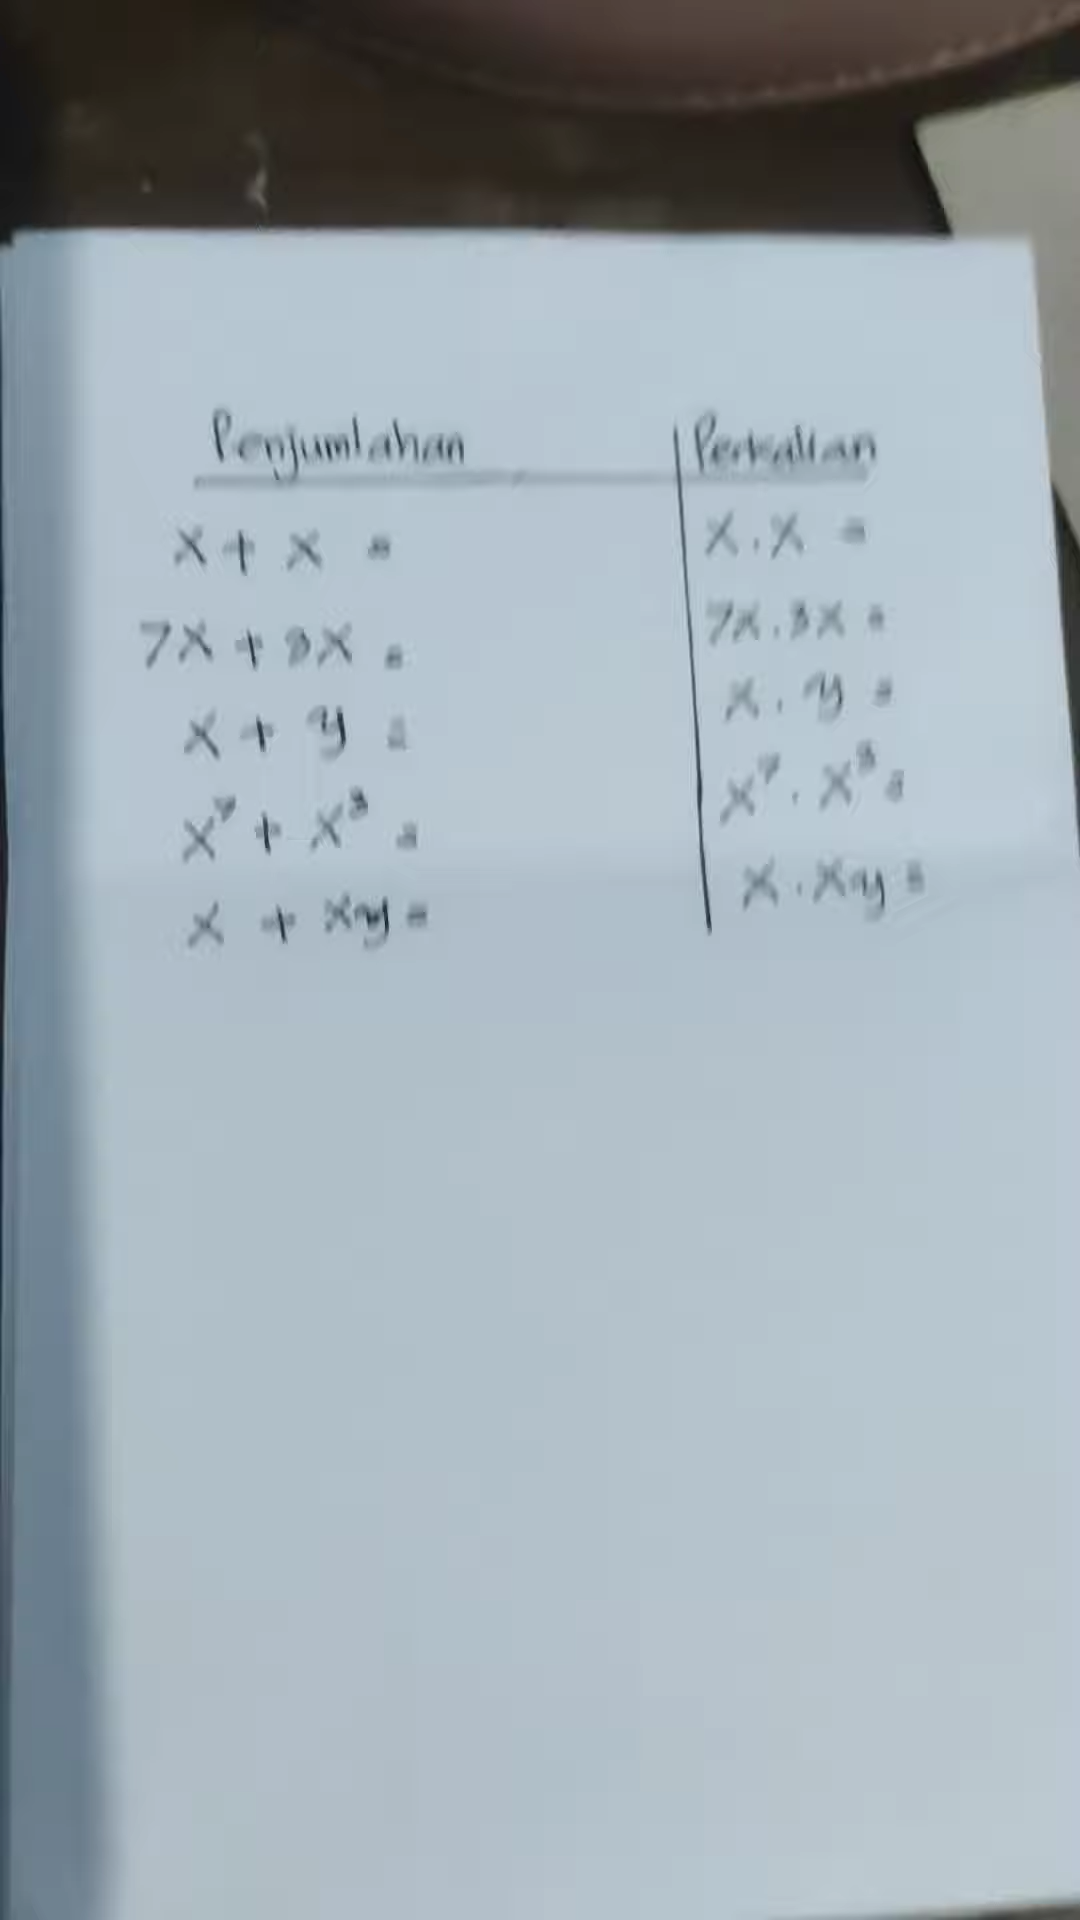 Penjumlahan | Perkalian
x + x = | x . x =
7x + 3x = | 7x . 3x =
x + y = | x . y =
x⁷ + x³ = | x⁷ . x³ =
x + xy = | x . xy =